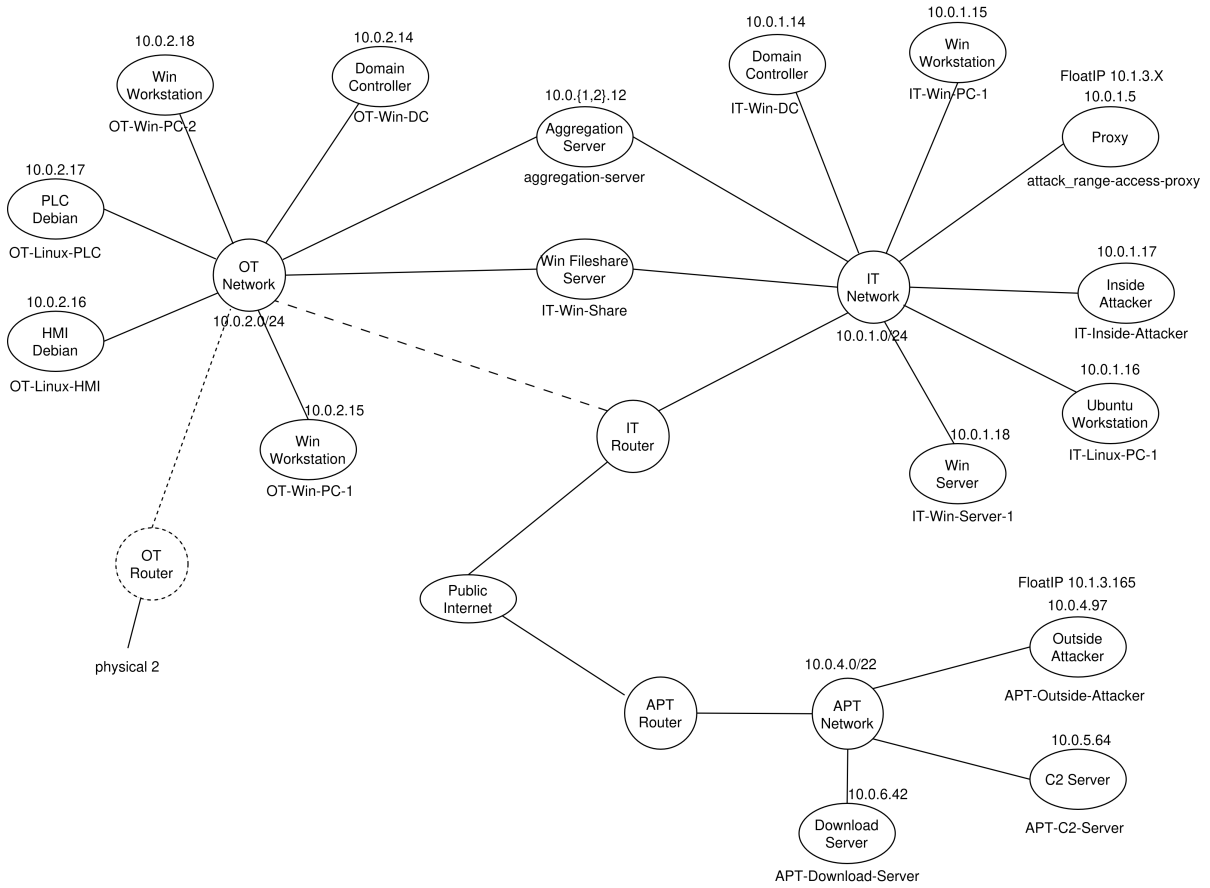 10.0.2.18
Win
Workstation
OT-Win-PC-2
10.0.2.14
Domain
Controller
OT-Win-DC
10.0.{1,2}.12
Aggregation
Server
aggregation-server
10.0.1.14
Domain
Controller
IT-Win-DC
10.0.1.15
Win
Workstation
IT-Win-PC-1
FloatIP 10.1.3.X
10.0.1.5
Proxy
attack_range-access-proxy
10.0.2.17
PLC
Debian
OT-Linux-PLC
OT
Network
10.0.2.0/24
Win Fileshare
Server
IT-Win-Share
IT
Network
10.0.1.0/24
10.0.1.17
Inside
Attacker
IT-Inside-Attacker
10.0.2.16
HMI
Debian
OT-Linux-HMI
10.0.2.15
Win
Workstation
OT-Win-PC-1
IT
Router
10.0.1.16
Ubuntu
Workstation
IT-Linux-PC-1
10.0.1.18
Win
Server
IT-Win-Server-1
OT
Router
physical 2
Public
Internet
FloatIP 10.1.3.165
10.0.4.97
Outside
Attacker
APT-Outside-Attacker
APT
Router
10.0.4.0/22
APT
Network
10.0.5.64
C2 Server
APT-C2-Server
10.0.6.42
Download
Server
APT-Download-Server